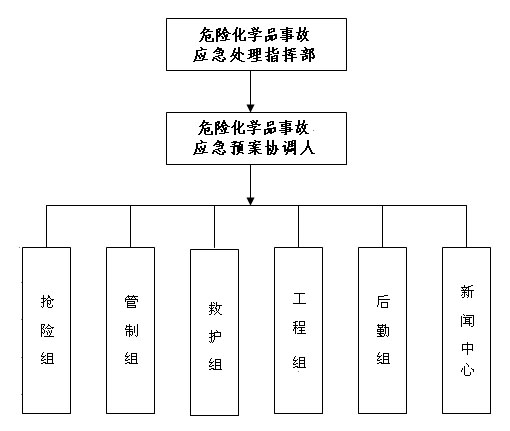 危险化学品事故
应急处理指挥部
危险化学品事故
应急预案协调人
抢险组
管制组
救护组
工程组
后勤组
新闻中心